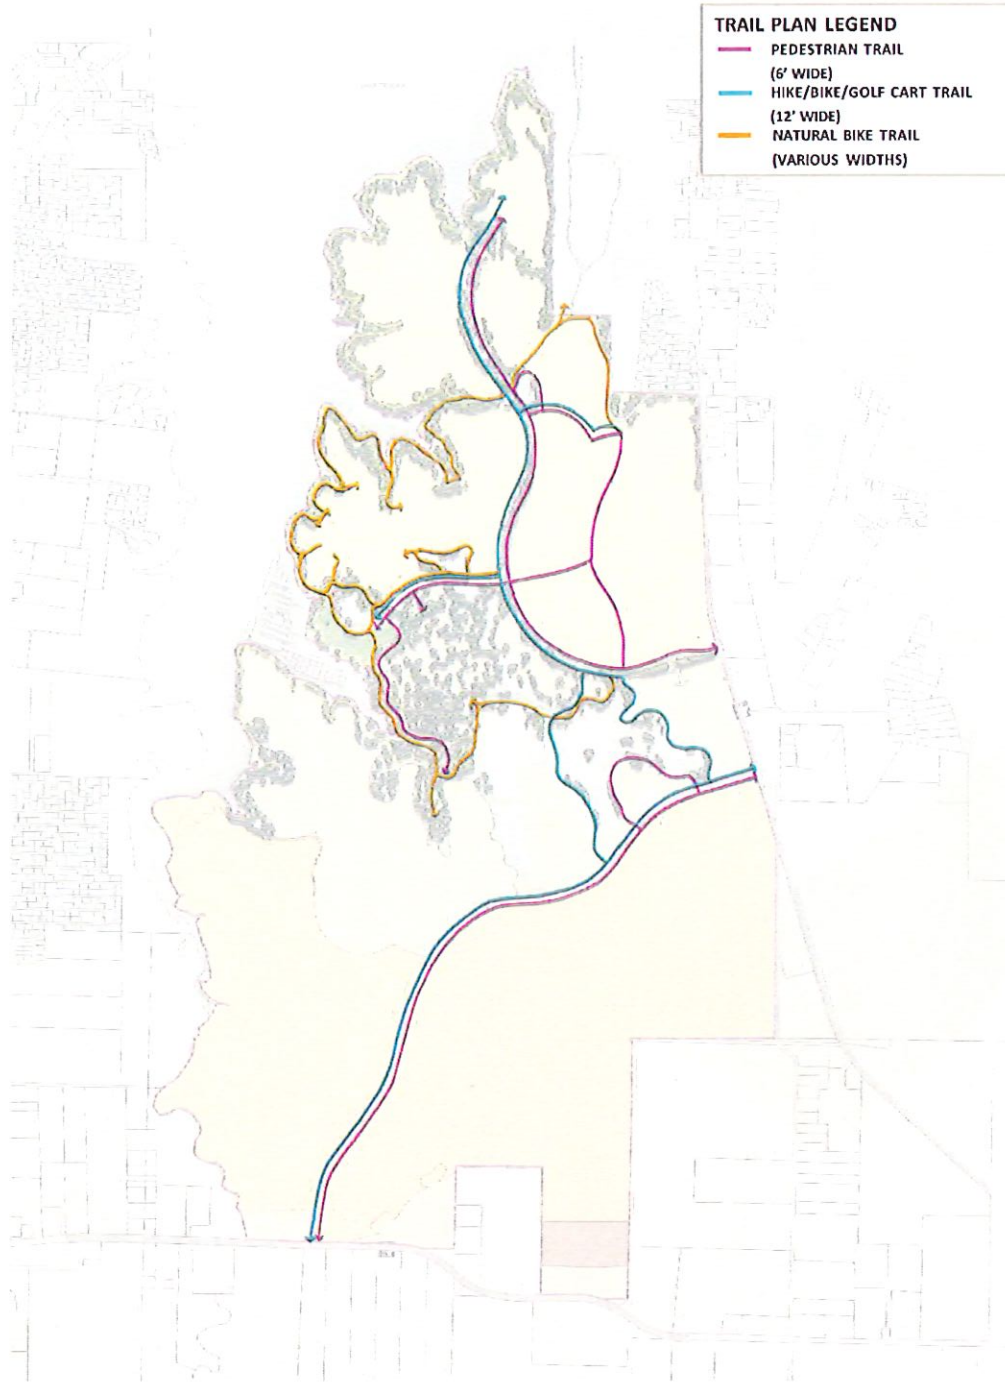 TRAIL PLAN LEGEND
PEDESTRIAN TRAIL
(6' WIDE)
HIKE/BIKE/GOLF CART TRAIL
(12' WIDE)
NATURAL BIKE TRAIL
(VARIOUS WIDTHS)